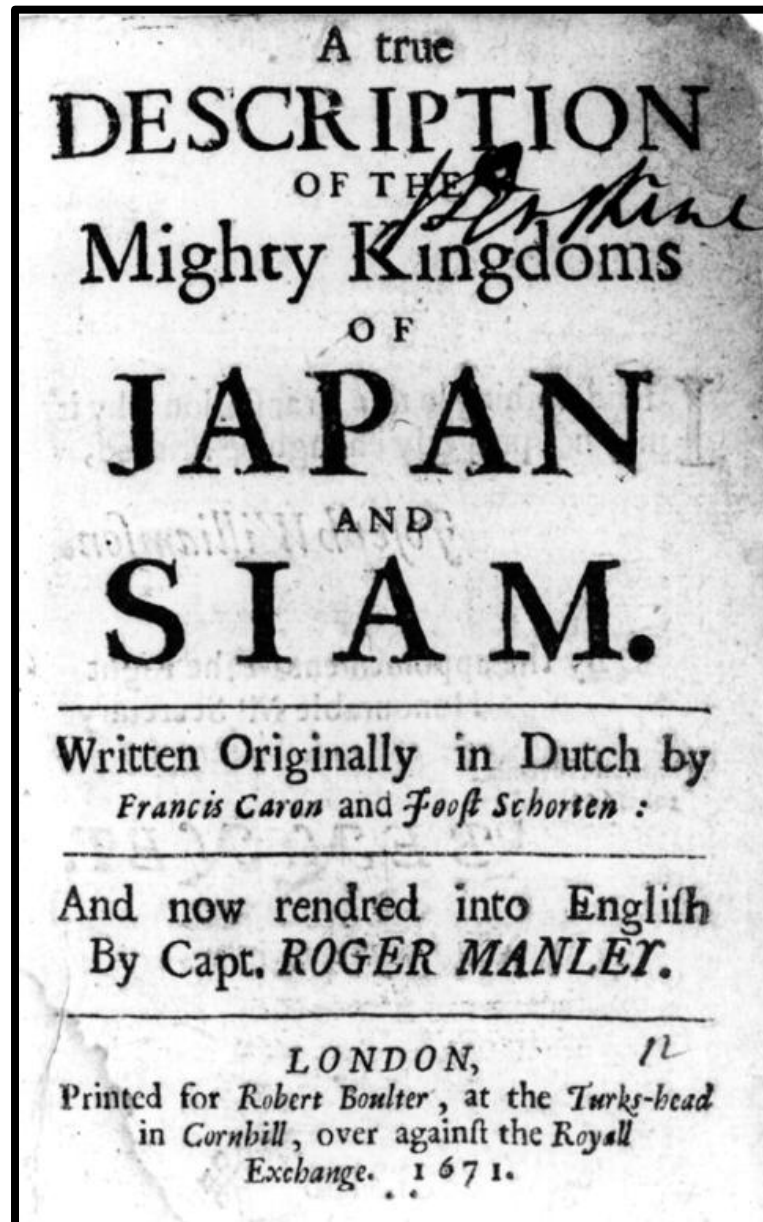 A true
DESCRIPTION
OF THE
Mighty Kingdoms
OF
JAPAN
AND
SIAM.
Written Originally in Dutch by
Francis Caron and Jooſt Schorten :
And now rendred into Engliſh
By Capt. ROGER MANLEY.
LONDON,
Printed for Robert Boulter, at the Turks-head
in Cornhill, over againſt the Royall
Exchange. 1671.